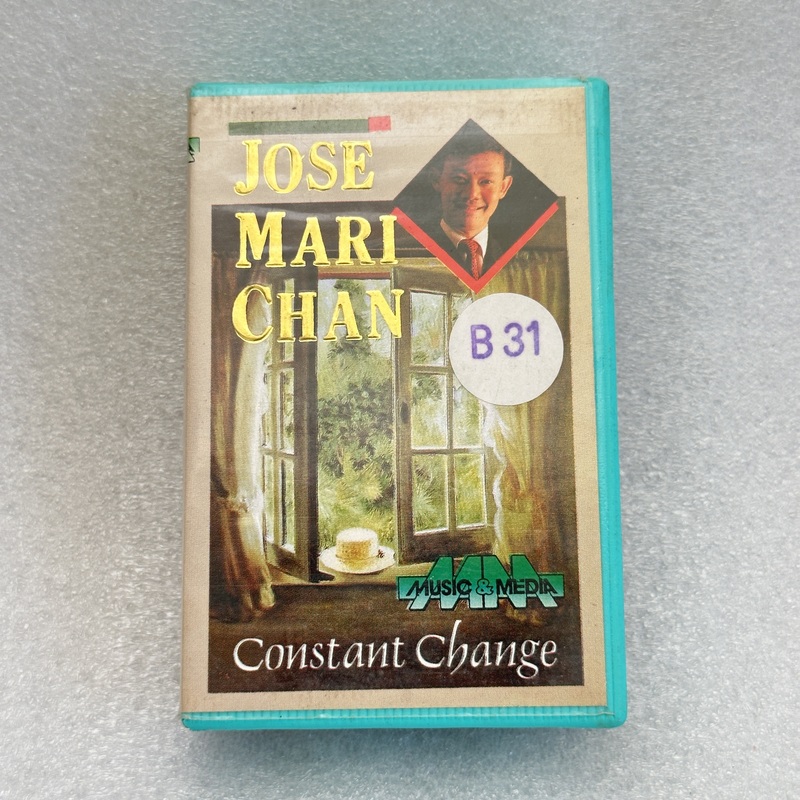 JOSE
MARI
CHAN
B 31
MUSIC & MEDIA
Constant Change